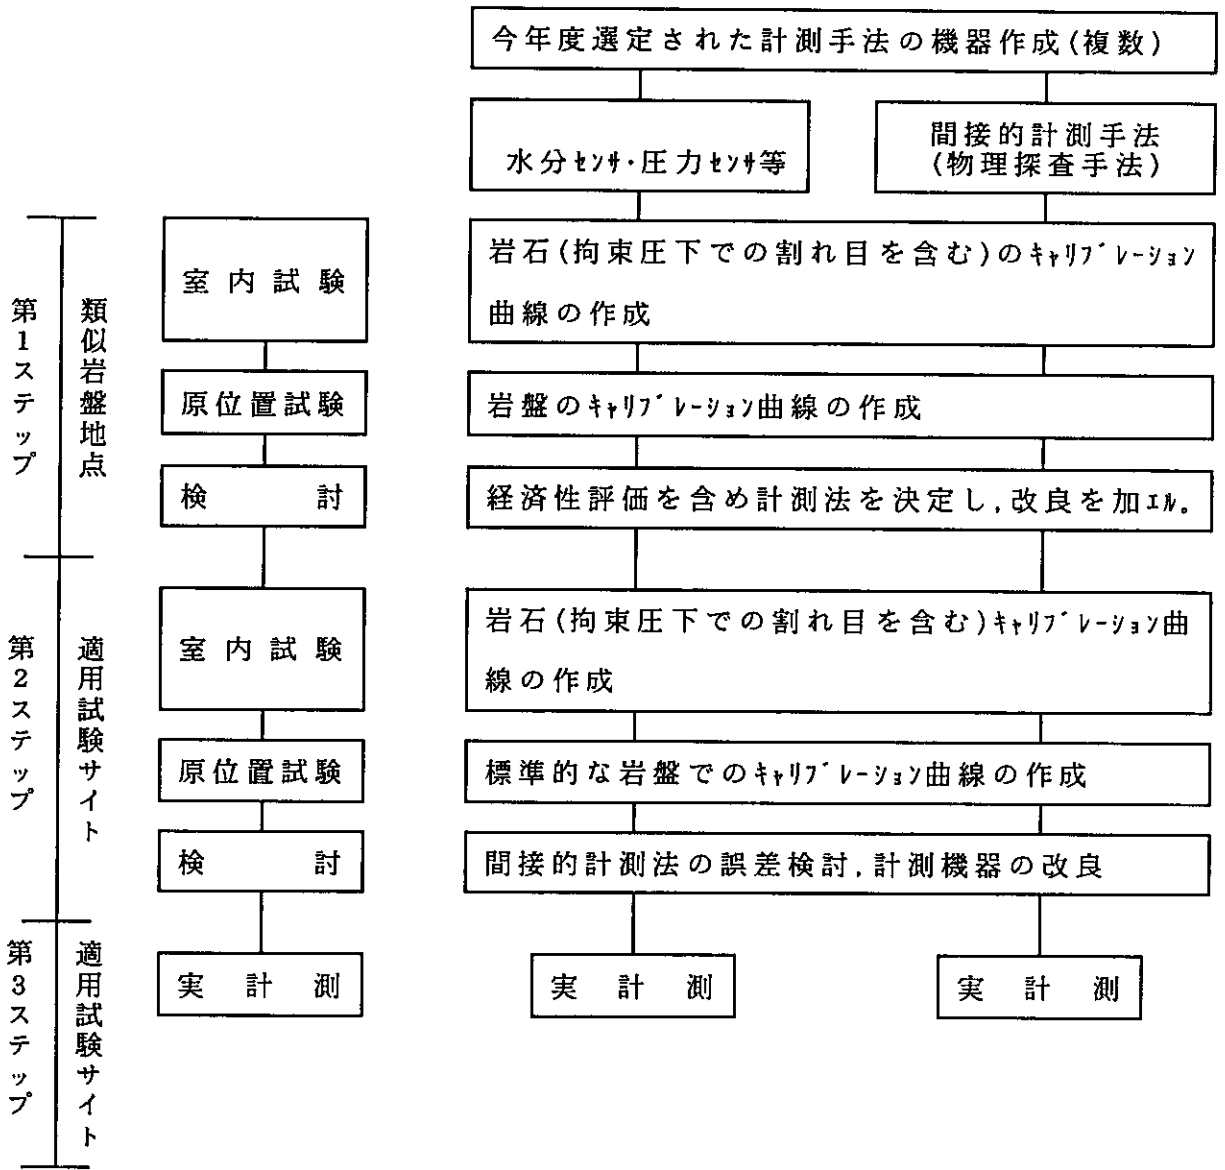 今年度選定された計測手法の機器作成(複数)
水分ｾﾝｻ･圧力ｾﾝｻ等
間接的計測手法
(物理探査手法)
第1ステップ
類似岩盤地点
室内試験
岩石(拘束圧下での割れ目を含む)のｷｬﾘﾌﾞﾚｰｼｮﾝ
曲線の作成
原位置試験
岩盤のｷｬﾘﾌﾞﾚｰｼｮﾝ曲線の作成
検討
経済性評価を含め計測法を決定し,改良を加ｴﾙ。
第2ステップ
適用試験サイト
室内試験
岩石(拘束圧下での割れ目を含む)ｷｬﾘﾌﾞﾚｰｼｮﾝ曲
線の作成
原位置試験
標準的な岩盤でのｷｬﾘﾌﾞﾚｰｼｮﾝ曲線の作成
検討
間接的計測法の誤差検討,計測機器の改良
第3ステップ
適用試験サイト
実計測
実計測
実計測